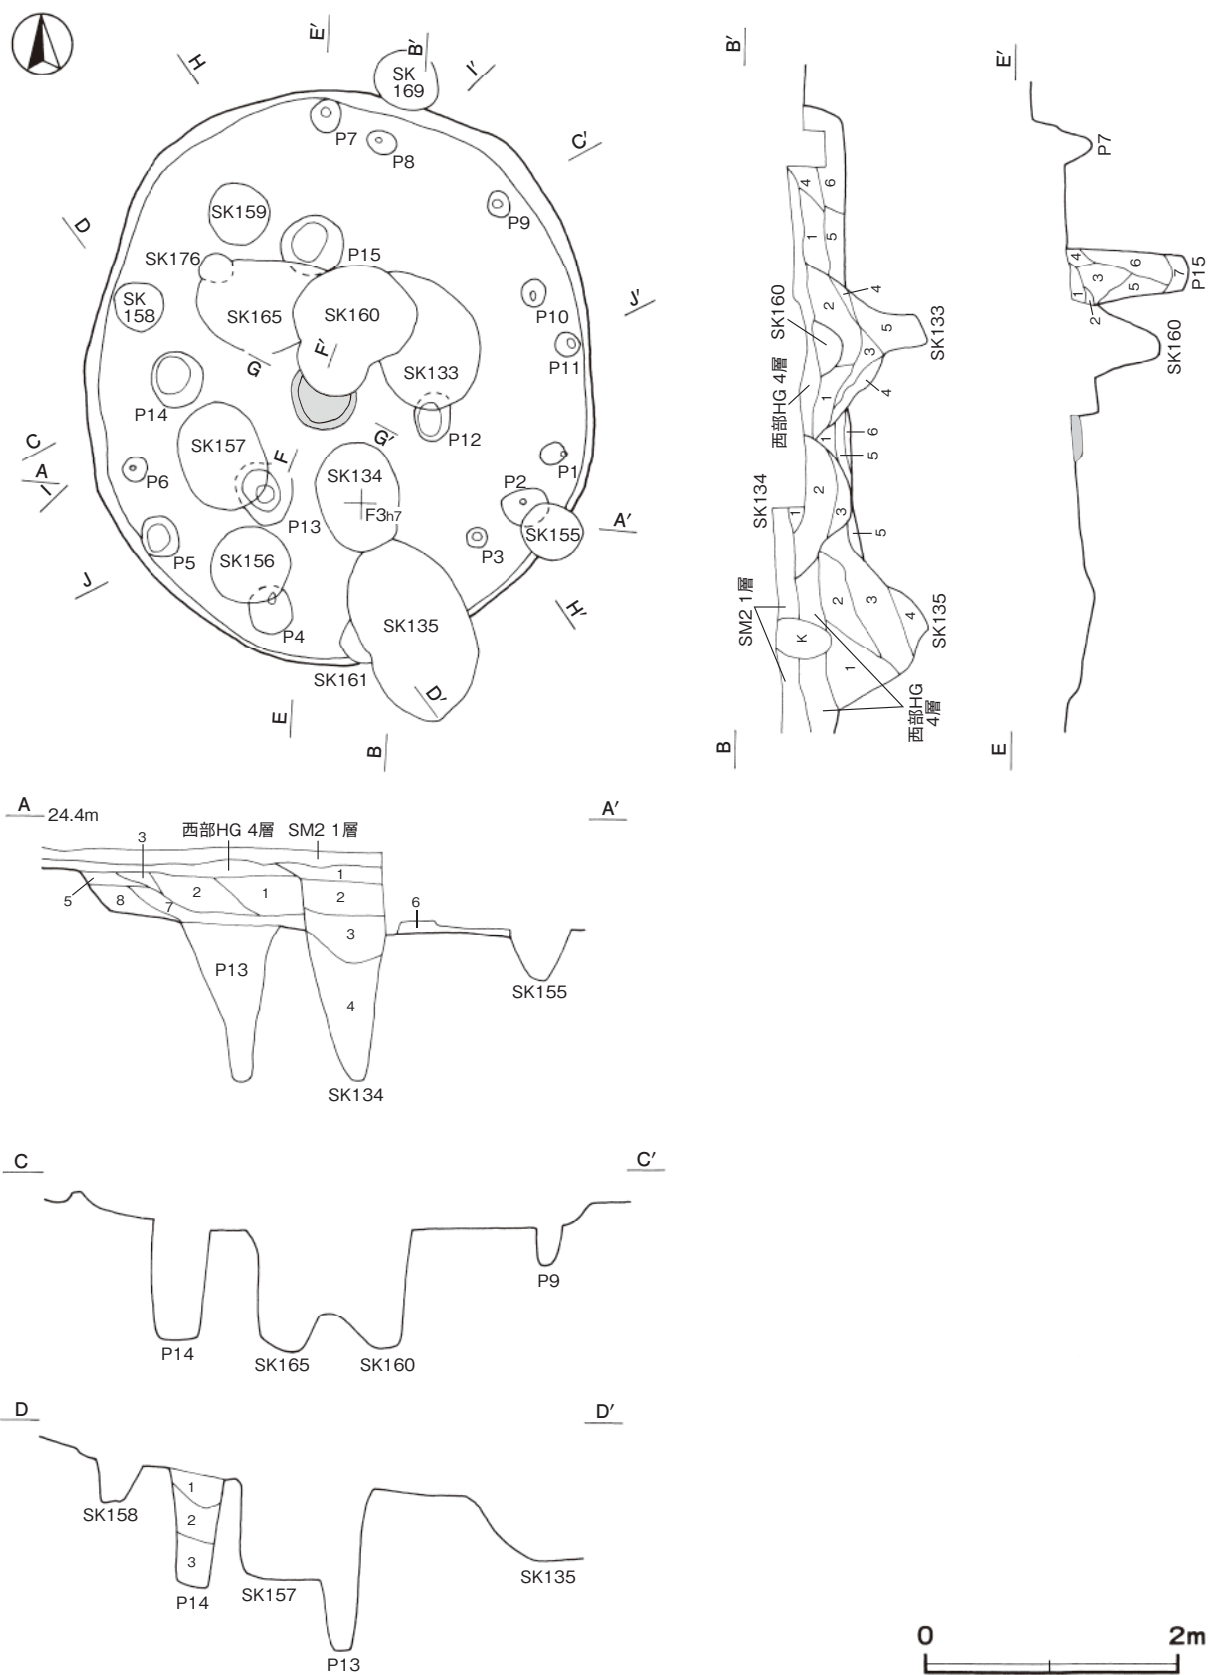 E′
B′
H
SK
169
I′
P7
P8
C′
D
SK159
P9
SK176
P15
SK
158
SK165
SK160
P10
J′
F′
P11
G
SK133
P14
G′
P12
C
SK157
F
SK134
P1
A
P6
P2
I
F3h7
A′
P13
SK155
P5
SK156
P3
J
P4
SK135
H′
SK161
D′
E
B
B′
4
6
1
5
SK160
2
4
5
SK133
3
西部HG 4層
1
4
1
6
5
SK134
2
1
3
5
SM2 1層
2
3
4
SK135
K
1
西部HG
4層
B
E′
P7
4
6
3
7
P15
1
5
2
SK160
E
A
24.4m
A′
3
西部HG 4層
SM2 1層
1
5
8
7
2
1
2
6
3
P13
SK155
4
SK134
C
C′
P9
P14
SK165
SK160
D
D′
1
SK158
2
3
P14
SK157
SK135
P13
0
2m